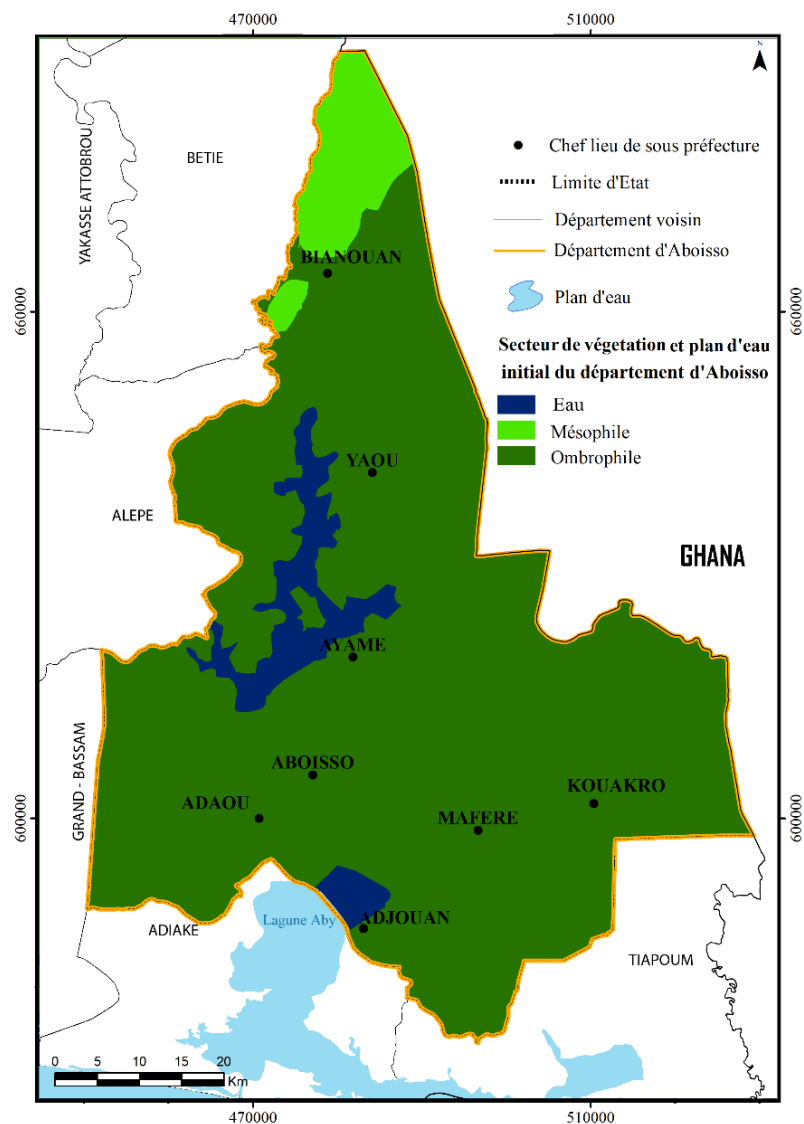 470000
510000
N
YAKASSE ATTOBROU
BETIE
Chef lieu de sous préfecture
Limite d'Etat
Département voisin
Département d'Aboisso
Plan d'eau
BIANOUAN
660000
660000
Secteur de végetation et plan d'eau
initial du département d'Aboisso
Eau
Mésophile
Ombrophile
YAOU
ALEPE
GHANA
AYAME
GRAND - BASSAM
ABOISSO
ADAOU
KOUAKRO
MAFERE
600000
600000
Lagune Aby
ADJOUAN
ADIAKE
TIAPOUM
0 5 10 15 20
Km
470000
510000